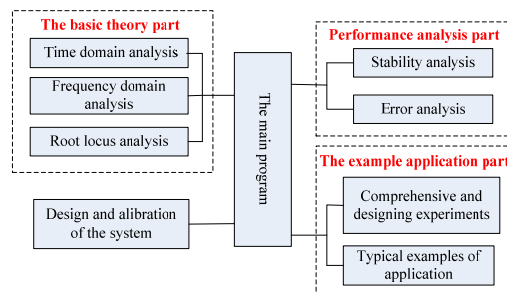 The basic theory part
Time domain analysis
Frequency domain
analysis
Root locus analysis
Design and alibration
of the system
The main program
Performance analysis part
Stability analysis
Error analysis
The example application part
Comprehensive and
designing experiments
Typical examples of
application